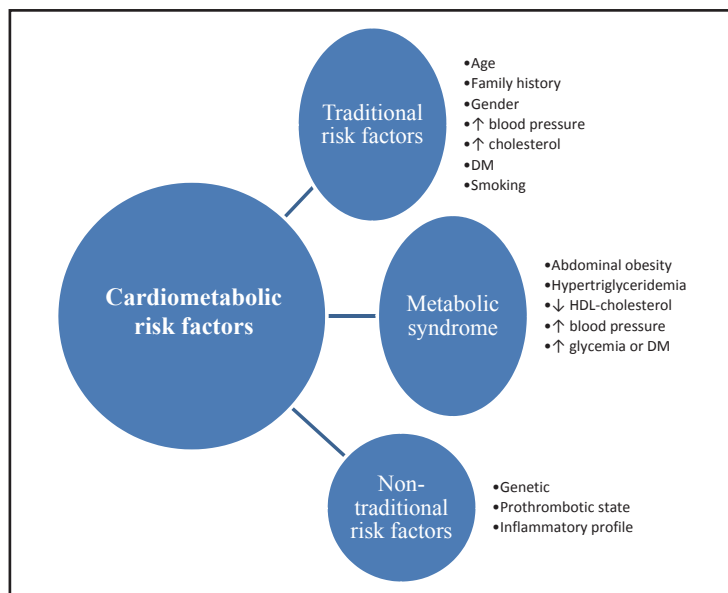 Traditional
risk factors
•Age
•Family history
•Gender
•↑ blood pressure
•↑ cholesterol
•DM
•Smoking
Cardiometabolic
risk factors
Metabolic
syndrome
•Abdominal obesity
•Hypertriglyceridemia
•↓ HDL-cholesterol
•↑ blood pressure
•↑ glycemia or DM
Non-
traditional
risk factors
•Genetic
•Prothrombotic state
•Inflammatory profile